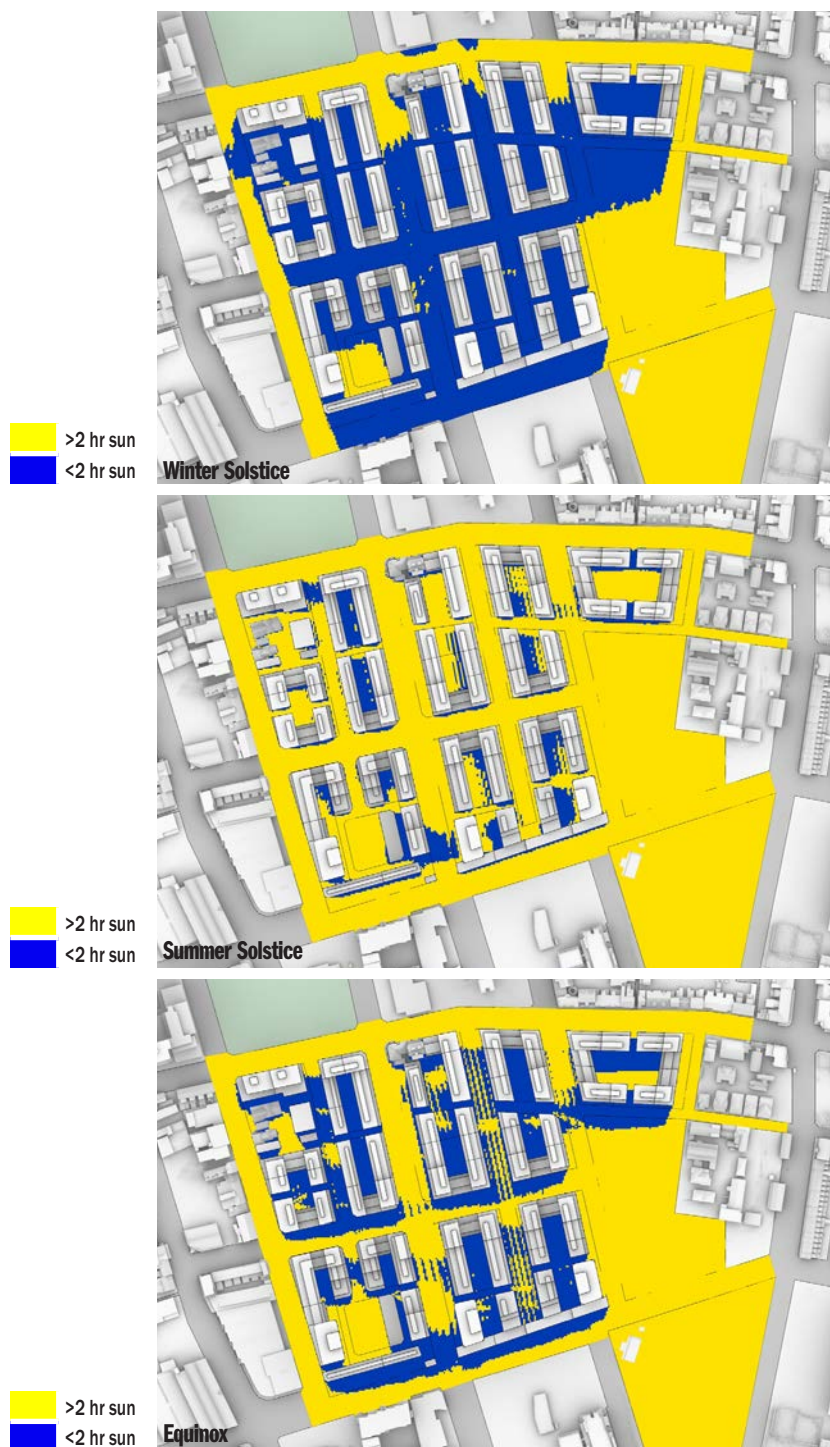 >2 hr sun
<2 hr sun
Winter Solstice
>2 hr sun
<2 hr sun
Summer Solstice
>2 hr sun
<2 hr sun
Equinox